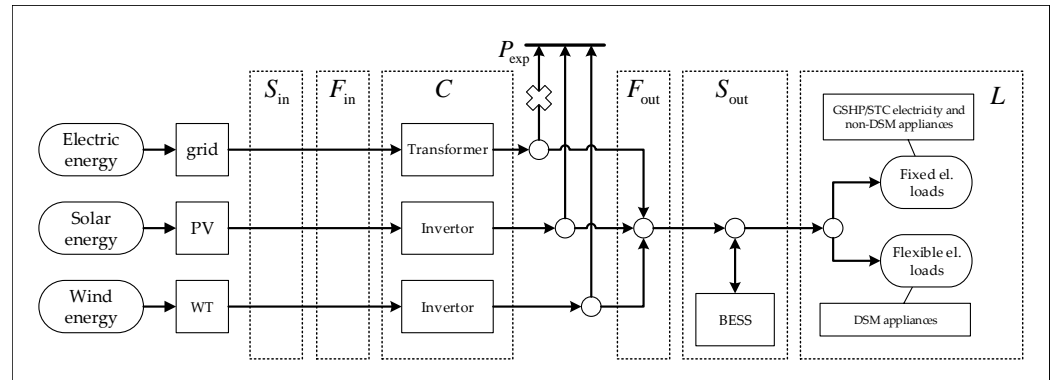 P_exp
S_in
F_in
C
F_out
S_out
L
GSHP/STC electricity and
non-DSM appliances
Electric
energy
grid
Transformer
Fixed el.
loads
Solar
energy
PV
Invertor
Flexible el.
loads
Wind
energy
WT
Invertor
BESS
DSM appliances